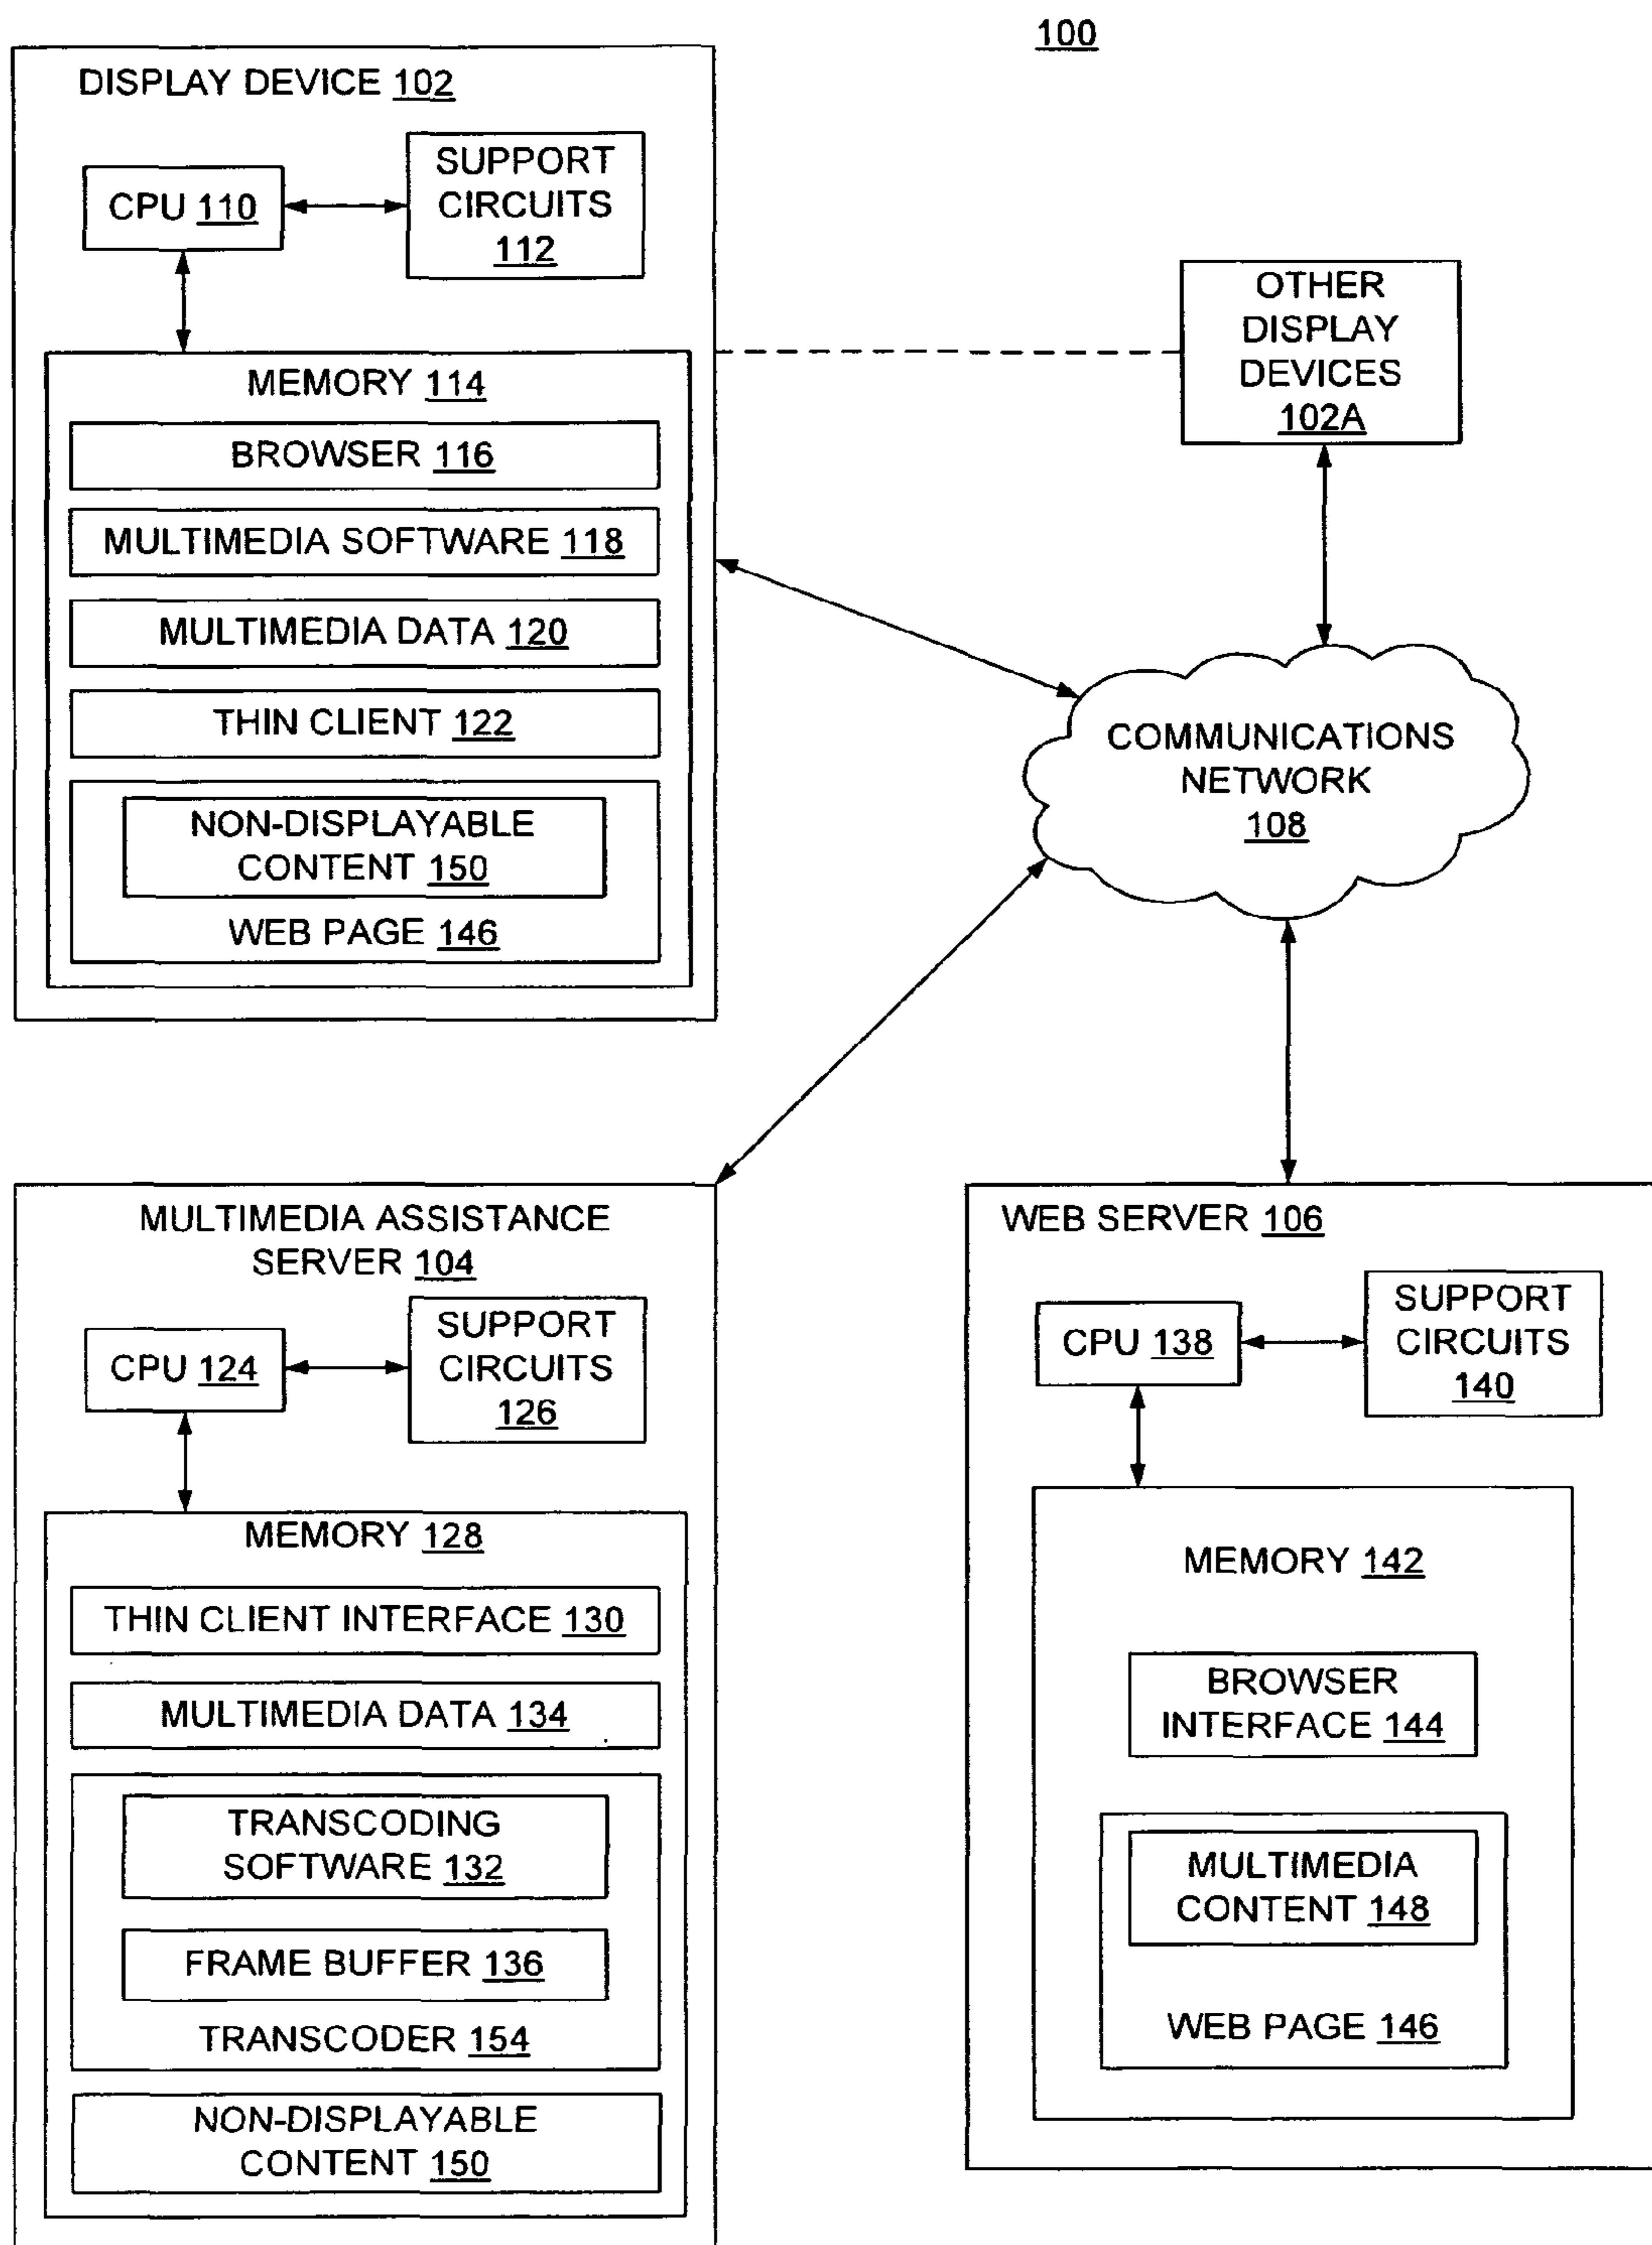 100
DISPLAY DEVICE 102
CPU 110
SUPPORT
CIRCUITS
112
MEMORY 114
BROWSER 116
MULTIMEDIA SOFTWARE 118
MULTIMEDIA DATA 120
THIN CLIENT 122
NON-DISPLAYABLE
CONTENT 150
WEB PAGE 146
OTHER
DISPLAY
DEVICES
102A
COMMUNICATIONS
NETWORK
108
MULTIMEDIA ASSISTANCE
SERVER 104
CPU 124
SUPPORT
CIRCUITS
126
MEMORY 128
THIN CLIENT INTERFACE 130
MULTIMEDIA DATA 134
TRANSCODING
SOFTWARE 132
FRAME BUFFER 136
TRANSCODER 154
NON-DISPLAYABLE
CONTENT 150
WEB SERVER 106
CPU 138
SUPPORT
CIRCUITS
140
MEMORY 142
BROWSER
INTERFACE 144
MULTIMEDIA
CONTENT 148
WEB PAGE 146